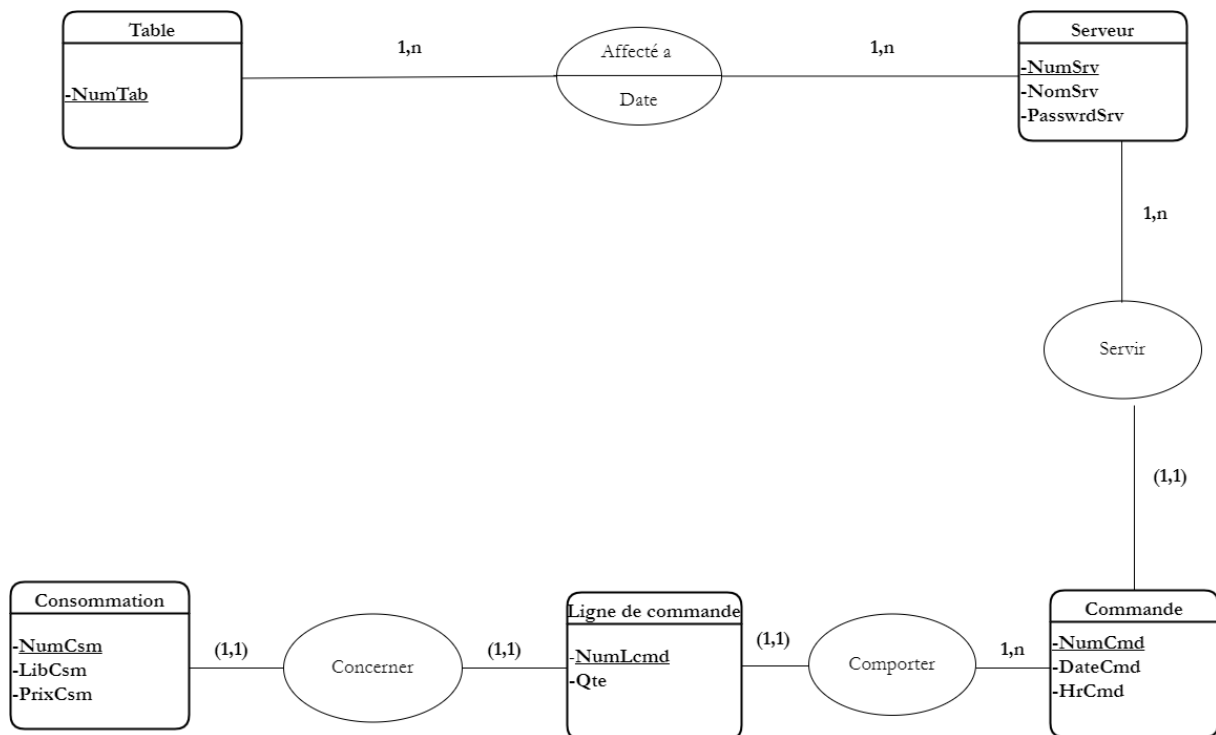 Table
-NumTab
1,n
Affecté a
Date
1,n
Serveur
-NumSrv
-NomSrv
-PasswrdSrv
1,n
Servir
(1,1)
Consommation
-NumCsm
-LibCsm
-PrixCsm
(1,1)
Concerner
(1,1)
Ligne de commande
-NumLcmd
-Qte
(1,1)
Comporter
1,n
Commande
-NumCmd
-DateCmd
-HrCmd